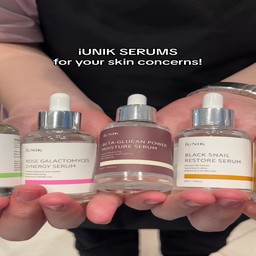 iUNIK SERUMS
for your skin concerns!
iUNIK
ROSE GALACTOMYCES
SYNERGY SERUM
iUNIK
BETA-GLUCAN POWER
MOISTURE SERUM
iUNIK
BLACK SNAIL
RESTORE SERUM